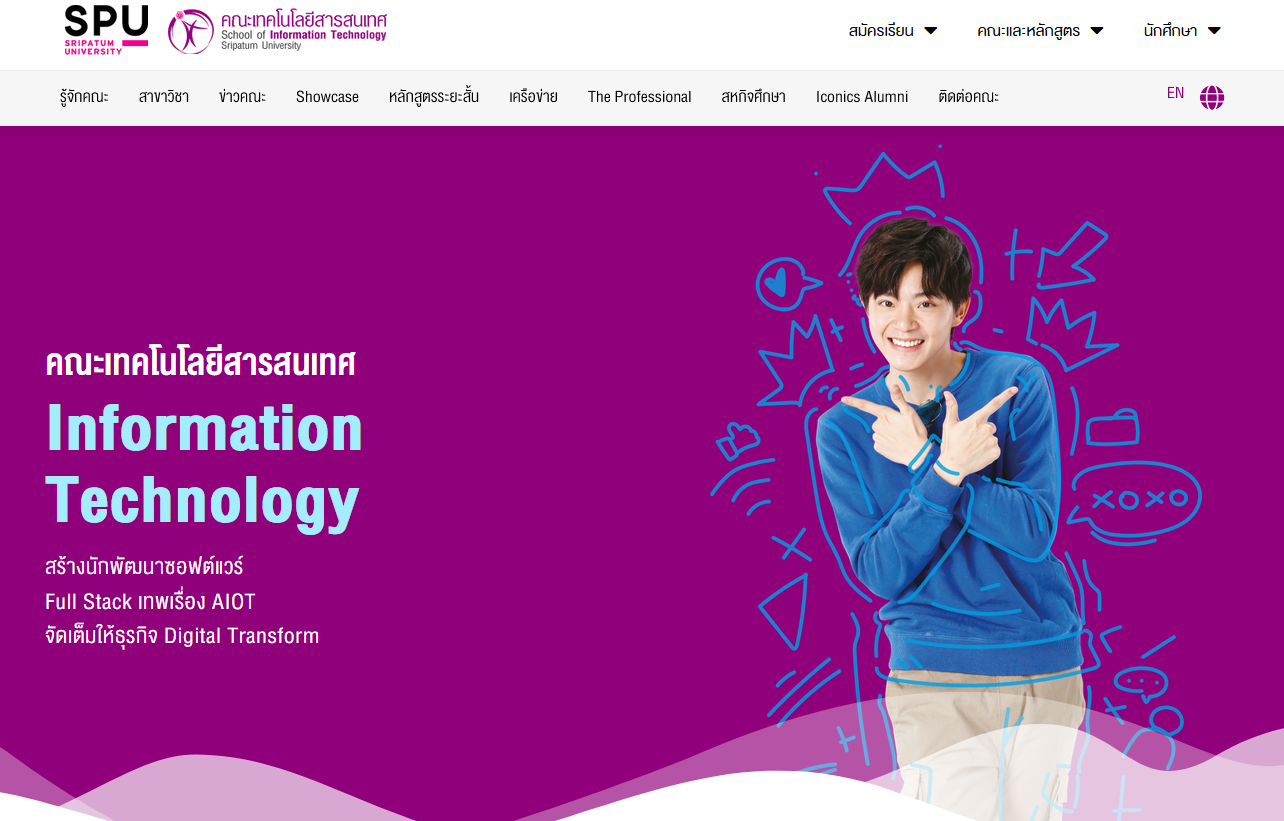 SPU
SRIPATUM
UNIVERSITY
คณะเทคโนโลยีสารสนเทศ
School of Information Technology
Sripatum University
สมัครเรียน
คณะและหลักสูตร
นักศึกษา
รู้จักคณะ
สาขาวิชา
ข่าวคณะ
Showcase
หลักสูตรระยะสั้น
เครือข่าย
The Professional
สหกิจศึกษา
Iconics Alumni
ติดต่อคณะ
EN
คณะเทคโนโลยีสารสนเทศ
Information
Technology
สร้างนักพัฒนาซอฟต์แวร์
Full Stack เทพเรื่อง AIOT
จัดเต็มให้ธุรกิจ Digital Transform
XOXO